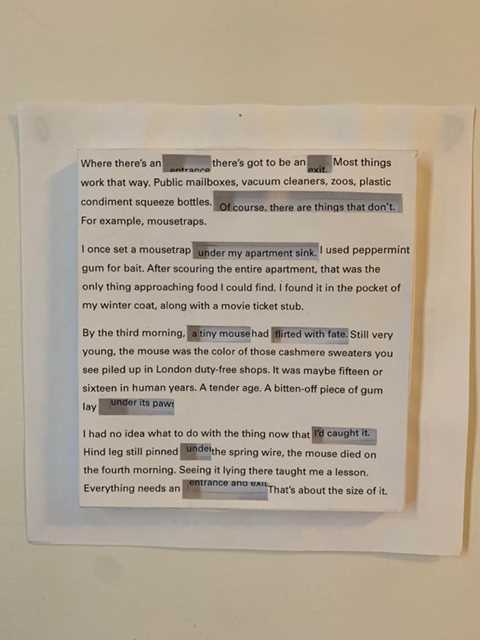 Where there's an entrance there's got to be an exit. Most things
work that way. Public mailboxes, vacuum cleaners, zoos, plastic
condiment squeeze bottles. Of course, there are things that don't.
For example, mousetraps.
I once set a mousetrap under my apartment sink. I used peppermint
gum for bait. After scouring the entire apartment, that was the
only thing approaching food I could find. I found it in the pocket of
my winter coat, along with a movie ticket stub.
By the third morning, a tiny mouse had flirted with fate. Still very
young, the mouse was the color of those cashmere sweaters you
see piled up in London duty-free shops. It was maybe fifteen or
sixteen in human years. A tender age. A bitten-off piece of gum
lay under its paws
I had no idea what to do with the thing now that I'd caught it.
Hind leg still pinned under the spring wire, the mouse died on
the fourth morning. Seeing it lying there taught me a lesson.
Everything needs an entrance and exit. That's about the size of it.